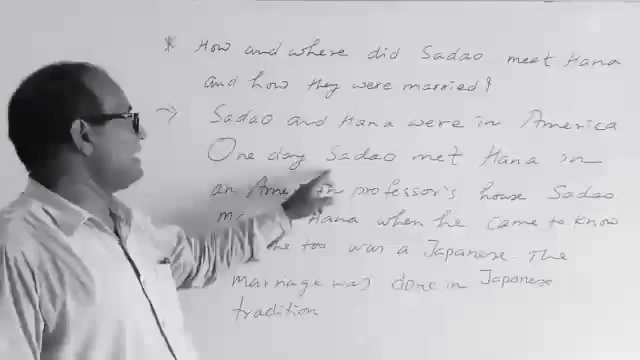 * How and where did Sadao meet Hana
and how they were married?
→ Sadao and Hana were in America
One day Sadao met Hana in
an professor's house Sadao
Hana when he came to know
too was a Japanese The
marriage was done in Japanese
tradition